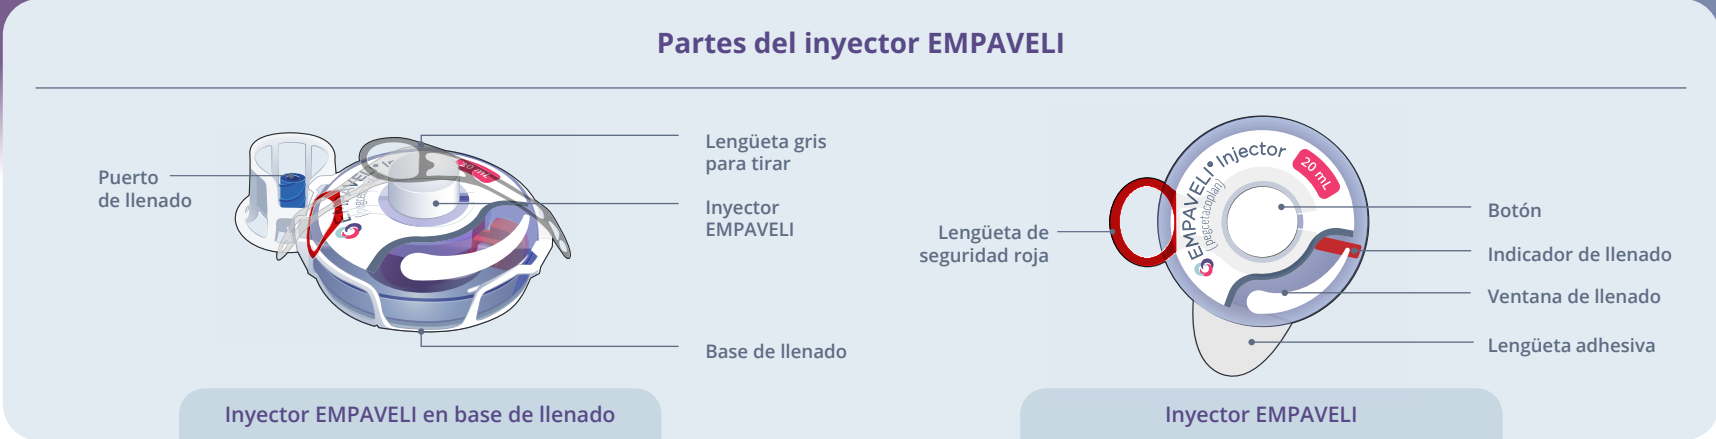 Partes del inyector EMPAVELI
Puerto
de llenado
Lengüeta gris
para tirar
Inyector
EMPAVELI
Base de llenado
20 mL
Inyector EMPAVELI en base de llenado
Lengüeta de
seguridad roja
EMPAVELI Injector
(pegcetacoplan)
20 mL
Botón
Indicador de llenado
Ventana de llenado
Lengüeta adhesiva
Inyector EMPAVELI